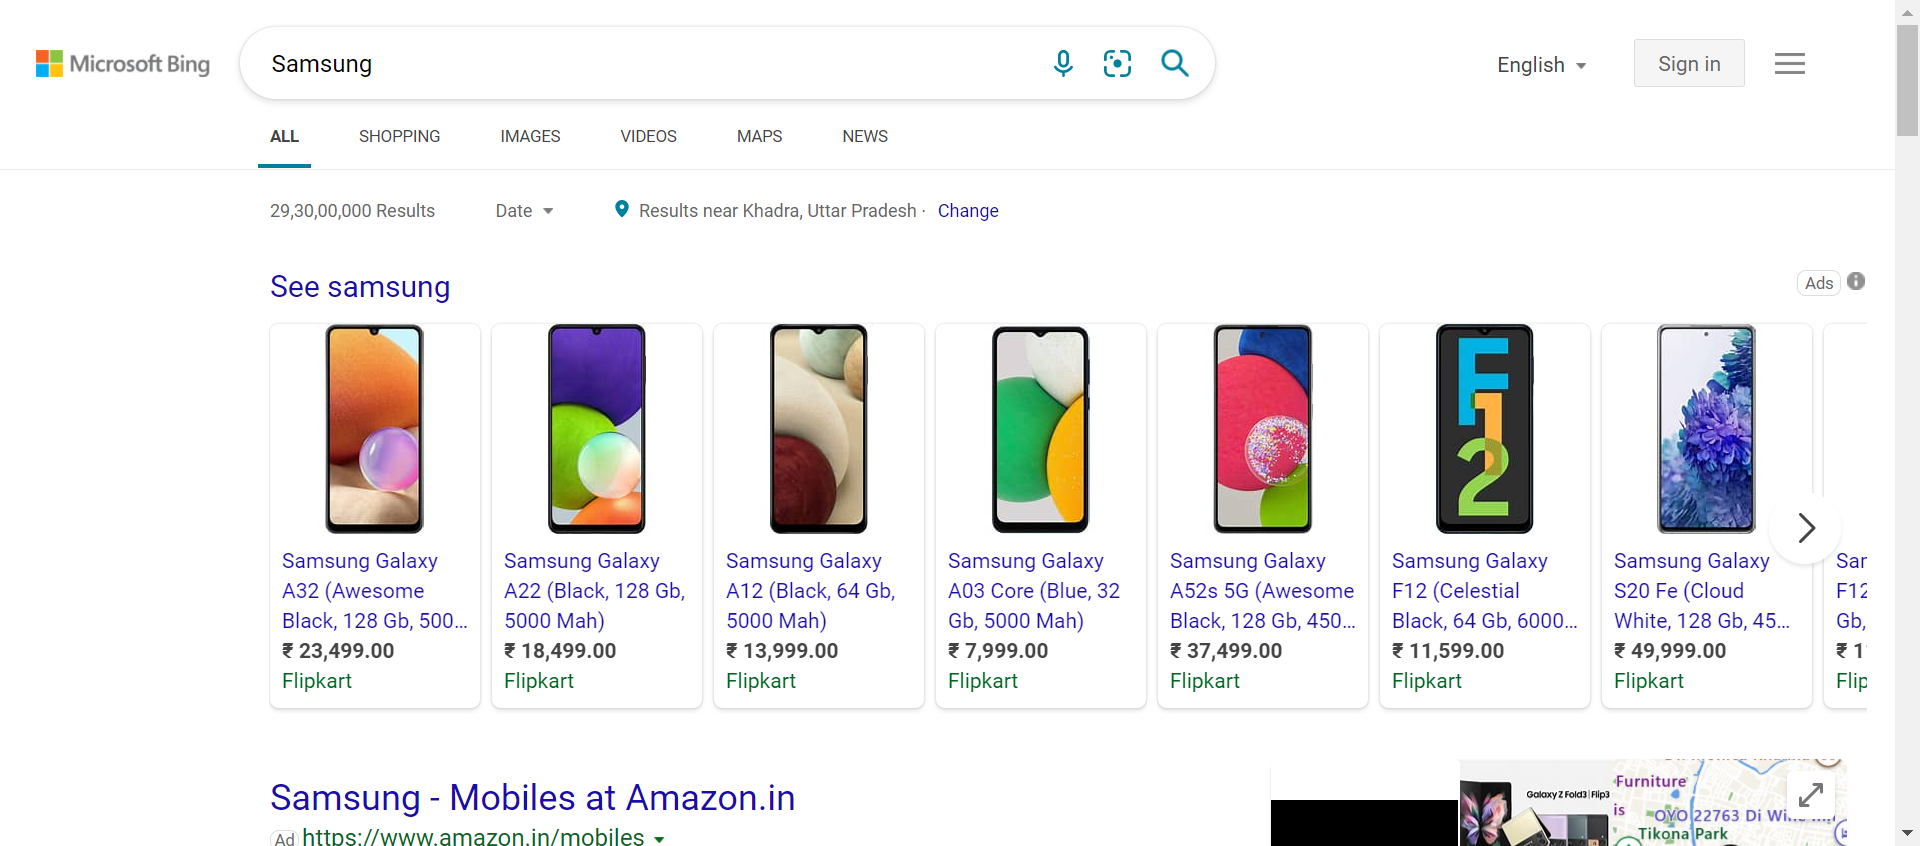 Microsoft Bing
Samsung
English
Sign in
ALL
SHOPPING
IMAGES
VIDEOS
MAPS
NEWS
29,30,00,000 Results
Date
Results near Khadra, Uttar Pradesh ·
Change
See samsung
Ads
F12
Samsung Galaxy
A32 (Awesome
Black, 128 Gb, 500...
₹ 23,499.00
Flipkart
Samsung Galaxy
A22 (Black, 128 Gb,
5000 Mah)
₹ 18,499.00
Flipkart
Samsung Galaxy
A12 (Black, 64 Gb,
5000 Mah)
₹ 13,999.00
Flipkart
Samsung Galaxy
A03 Core (Blue, 32
Gb, 5000 Mah)
₹ 7,999.00
Flipkart
Samsung Galaxy
A52s 5G (Awesome
Black, 128 Gb, 450...
₹ 37,499.00
Flipkart
Samsung Galaxy
F12 (Celestial
Black, 64 Gb, 6000...
₹ 11,599.00
Flipkart
Samsung Galaxy
S20 Fe (Cloud
White, 128 Gb, 45...
₹ 49,999.00
Flipkart
F12
Gb,
Samsung - Mobiles at Amazon.in
Ad https://www.amazon.in/mobiles
Galaxy Z Fold3 | Flip3
Furniture
is
OYO 22763 Di
Tikona Park